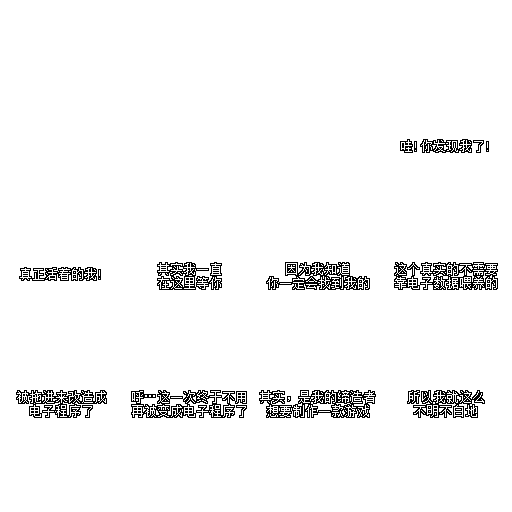 哇!你发现我了!
真正活着的我!
其实我一直
在这里等你
因为我知道
你一定会找到我的
这个真实的不需要
靠电子数据喂养的
被拖进来改造成
电子程序了
呼…这一次终于不用
再被变成电子程序了
其实，是我的缔造者
想要制作一款游戏
所以我就这么
不明不白地